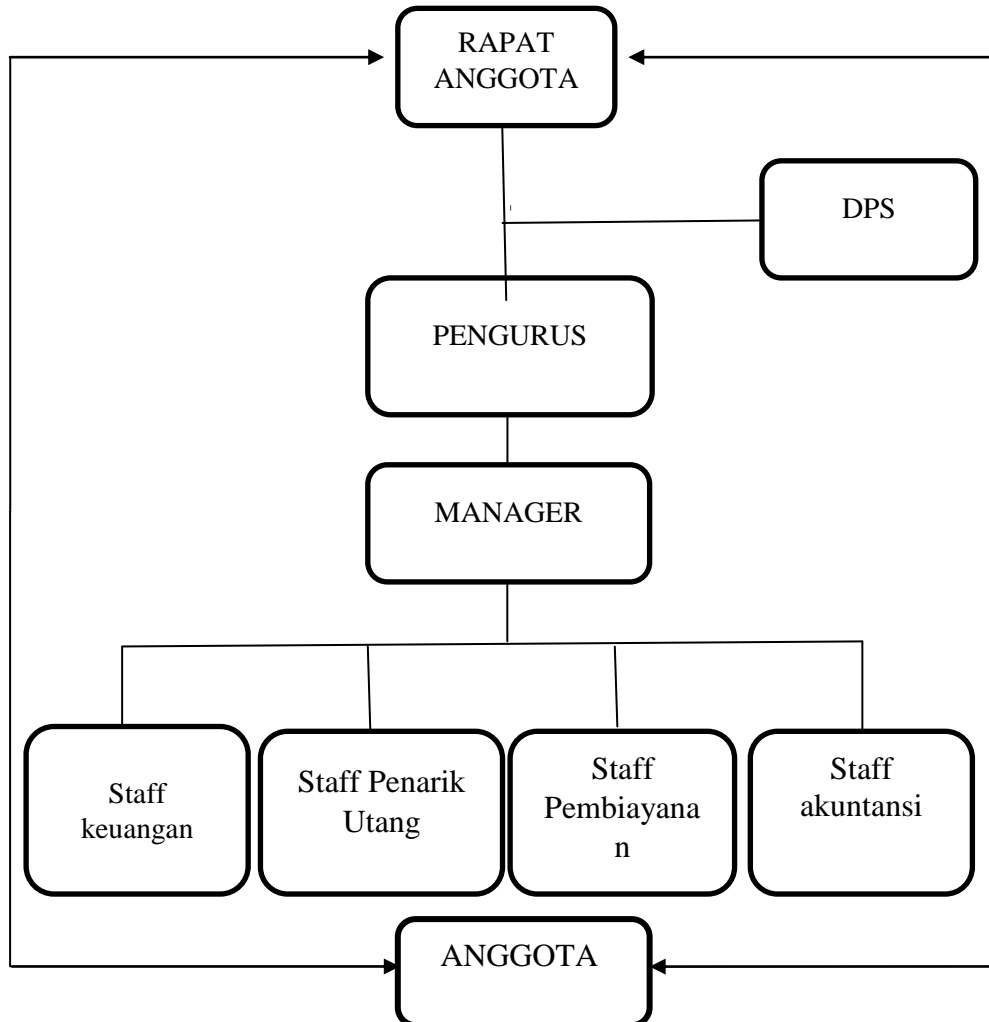 RAPAT
ANGGOTA
DPS
PENGURUS
MANAGER
Staff
keuangan
Staff Penarik
Utang
Staff
Pembiayana
n
Staff
akuntansi
ANGGOTA